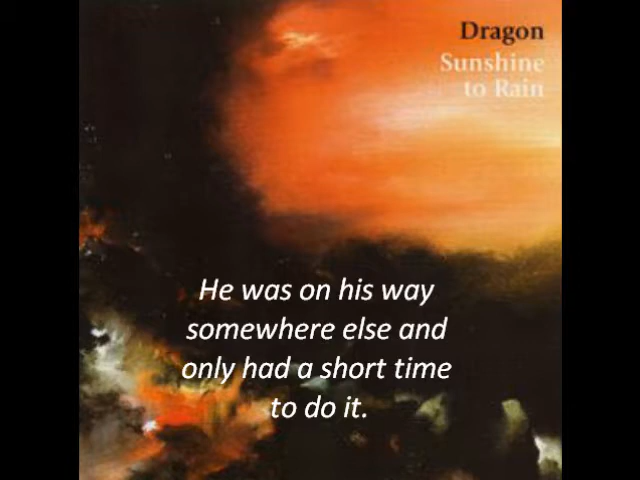 Dragon
Sunshine
to Rain
He was on his way
somewhere else and
only had a short time
to do it.